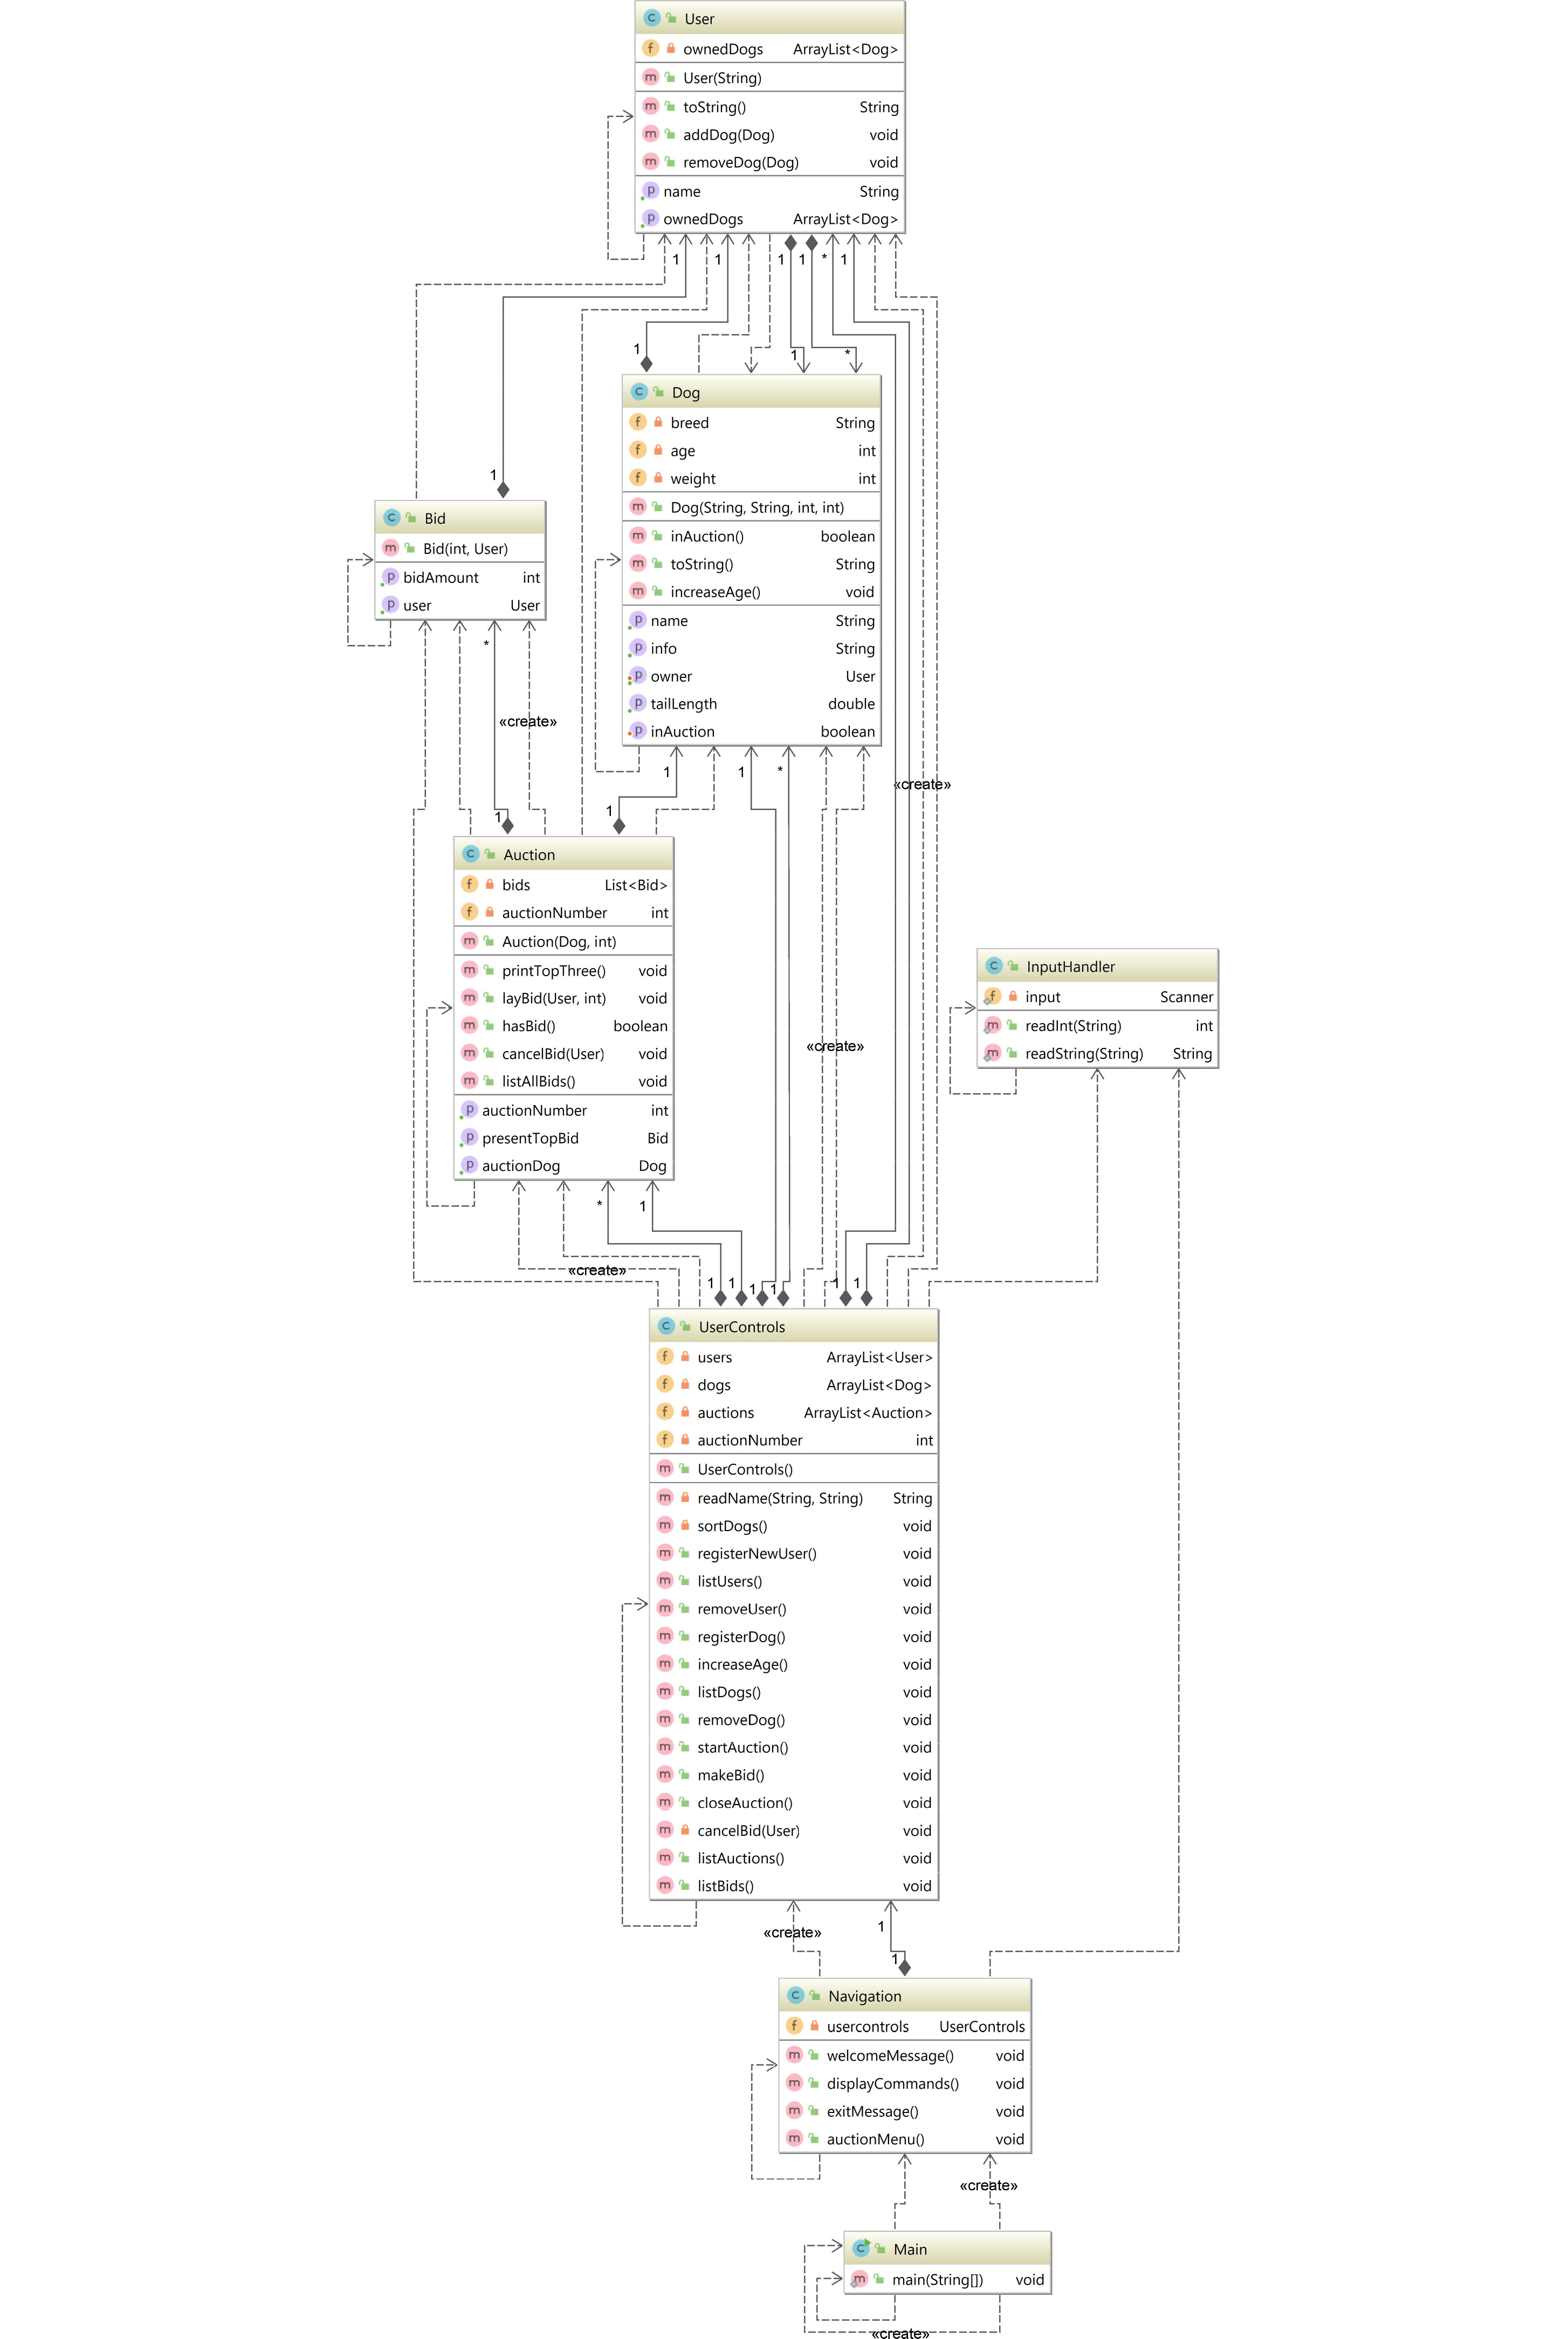 User
ownedDogs ArrayList<Dog>
User(String)
toString() String
addDog(Dog) void
removeDog(Dog) void
name String
ownedDogs ArrayList<Dog>
1 1 1 1 * 1
1 1 *
Dog
breed String
age int
weight int
Dog(String, String, int, int)
inAuction() boolean
toString() String
increaseAge() void
name String
info String
owner User
tailLength double
inAuction boolean
1
Bid
Bid(int, User)
bidAmount int
user User
*
«create»
1 1 *
«create»
1 1
Auction
bids List<Bid>
auctionNumber int
Auction(Dog, int)
printTopThree() void
layBid(User, int) void
hasBid() boolean
cancelBid(User) void
listAllBids() void
auctionNumber int
presentTopBid Bid
auctionDog Dog
InputHandler
input Scanner
readInt(String) int
readString(String) String
«create»
* 1
«create»
1 1 1 1 1 1
UserControls
users ArrayList<User>
dogs ArrayList<Dog>
auctions ArrayList<Auction>
auctionNumber int
UserControls()
readName(String, String) String
sortDogs() void
registerNewUser() void
listUsers() void
removeUser() void
registerDog() void
increaseAge() void
listDogs() void
removeDog() void
startAuction() void
makeBid() void
closeAuction() void
cancelBid(User) void
listAuctions() void
listBids() void
1
«create»
1
Navigation
usercontrols UserControls
welcomeMessage() void
displayCommands() void
exitMessage() void
auctionMenu() void
«create»
Main
main(String[]) void
«create»